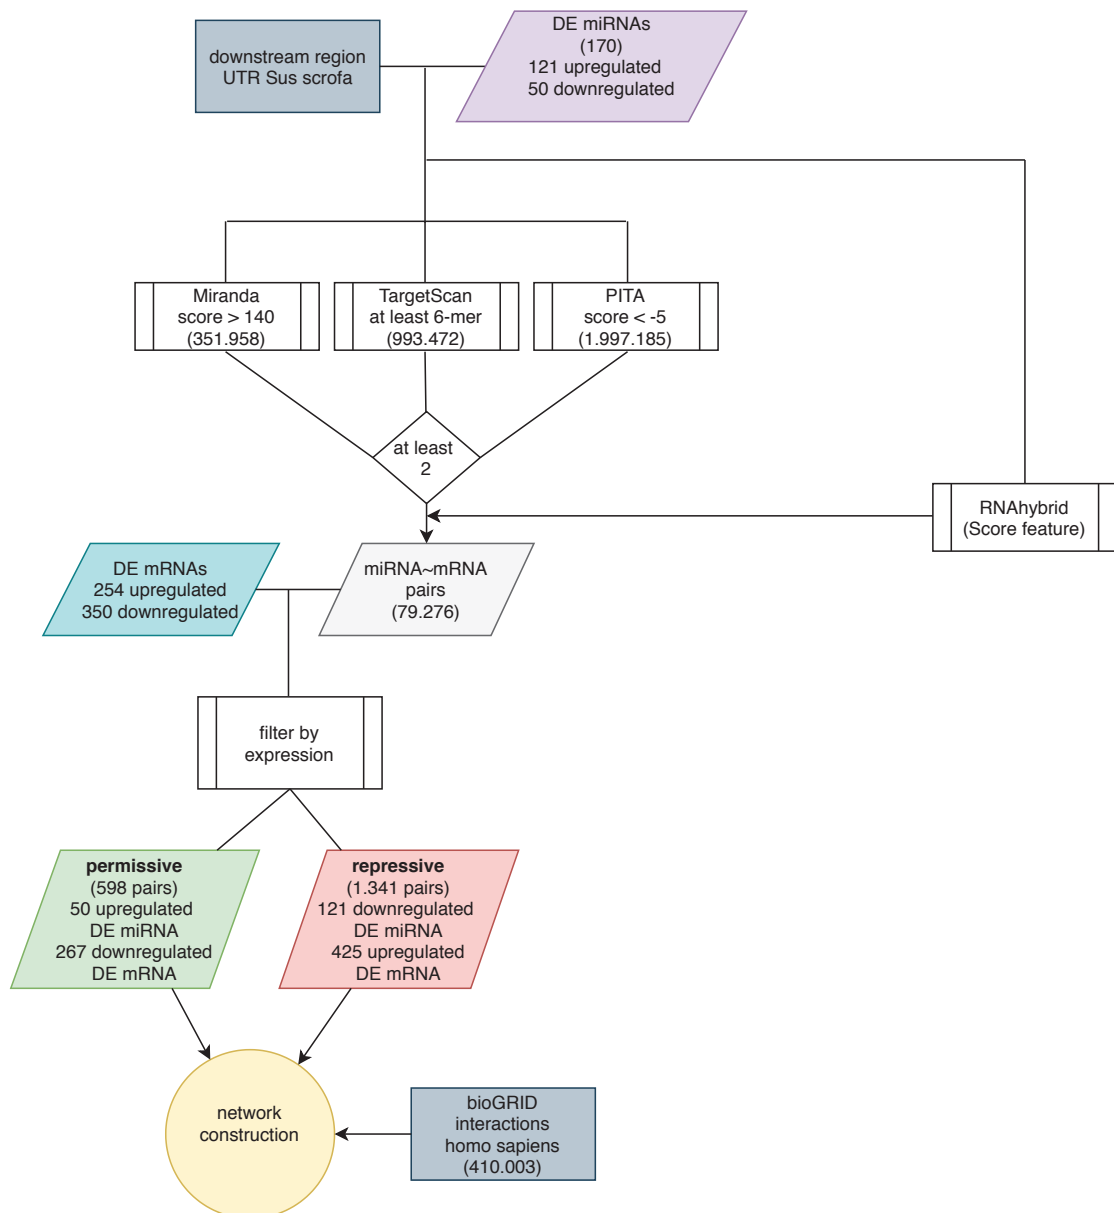 downstream region
UTR Sus scrofa
DE miRNAs
(170)
121 upregulated
50 downregulated
Miranda
score > 140
(351.958)
TargetScan
at least 6-mer
(993.472)
PITA
score < -5
(1.997.185)
at least
2
RNAhybrid
(Score feature)
DE mRNAs
254 upregulated
350 downregulated
miRNA~mRNA
pairs
(79.276)
filter by
expression
permissive
(598 pairs)
50 upregulated
DE miRNA
267 downregulated
DE mRNA
repressive
(1.341 pairs)
121 downregulated
DE miRNA
425 upregulated
DE mRNA
network
construction
bioGRID
interactions
homo sapiens
(410.003)